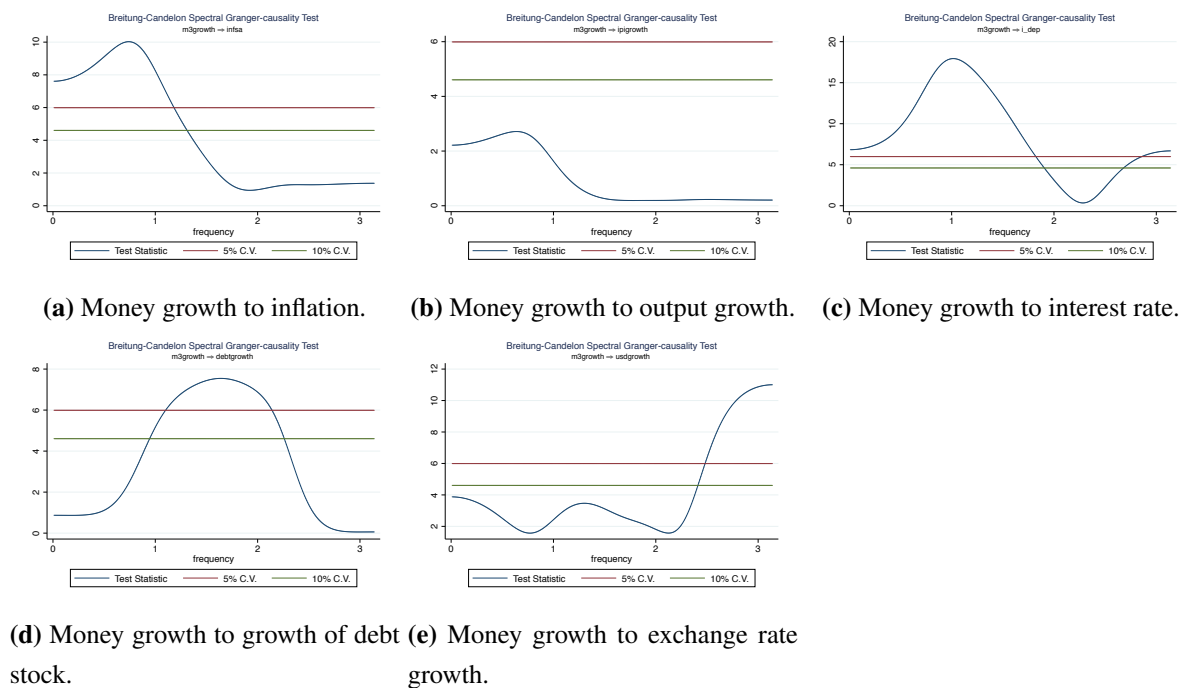 Breitung-Candelon Spectral Granger-causality Test
m3growth ⇒ infsa
10
8
6
4
2
0
0 1 2 3
frequency
Test Statistic 5% C.V. 10% C.V.
(a) Money growth to inflation.
Breitung-Candelon Spectral Granger-causality Test
m3growth ⇒ ipigrowth
6
4
2
0
0 1 2 3
frequency
Test Statistic 5% C.V. 10% C.V.
(b) Money growth to output growth.
Breitung-Candelon Spectral Granger-causality Test
m3growth ⇒ i_dep
20
15
10
5
0
0 1 2 3
frequency
Test Statistic 5% C.V. 10% C.V.
(c) Money growth to interest rate.
Breitung-Candelon Spectral Granger-causality Test
m3growth ⇒ debtgrowth
8
6
4
2
0
0 1 2 3
frequency
Test Statistic 5% C.V. 10% C.V.
(d) Money growth to growth of debt
stock.
Breitung-Candelon Spectral Granger-causality Test
m3growth ⇒ usdgrowth
12
10
8
6
4
2
0 1 2 3
frequency
Test Statistic 5% C.V. 10% C.V.
(e) Money growth to exchange rate
growth.